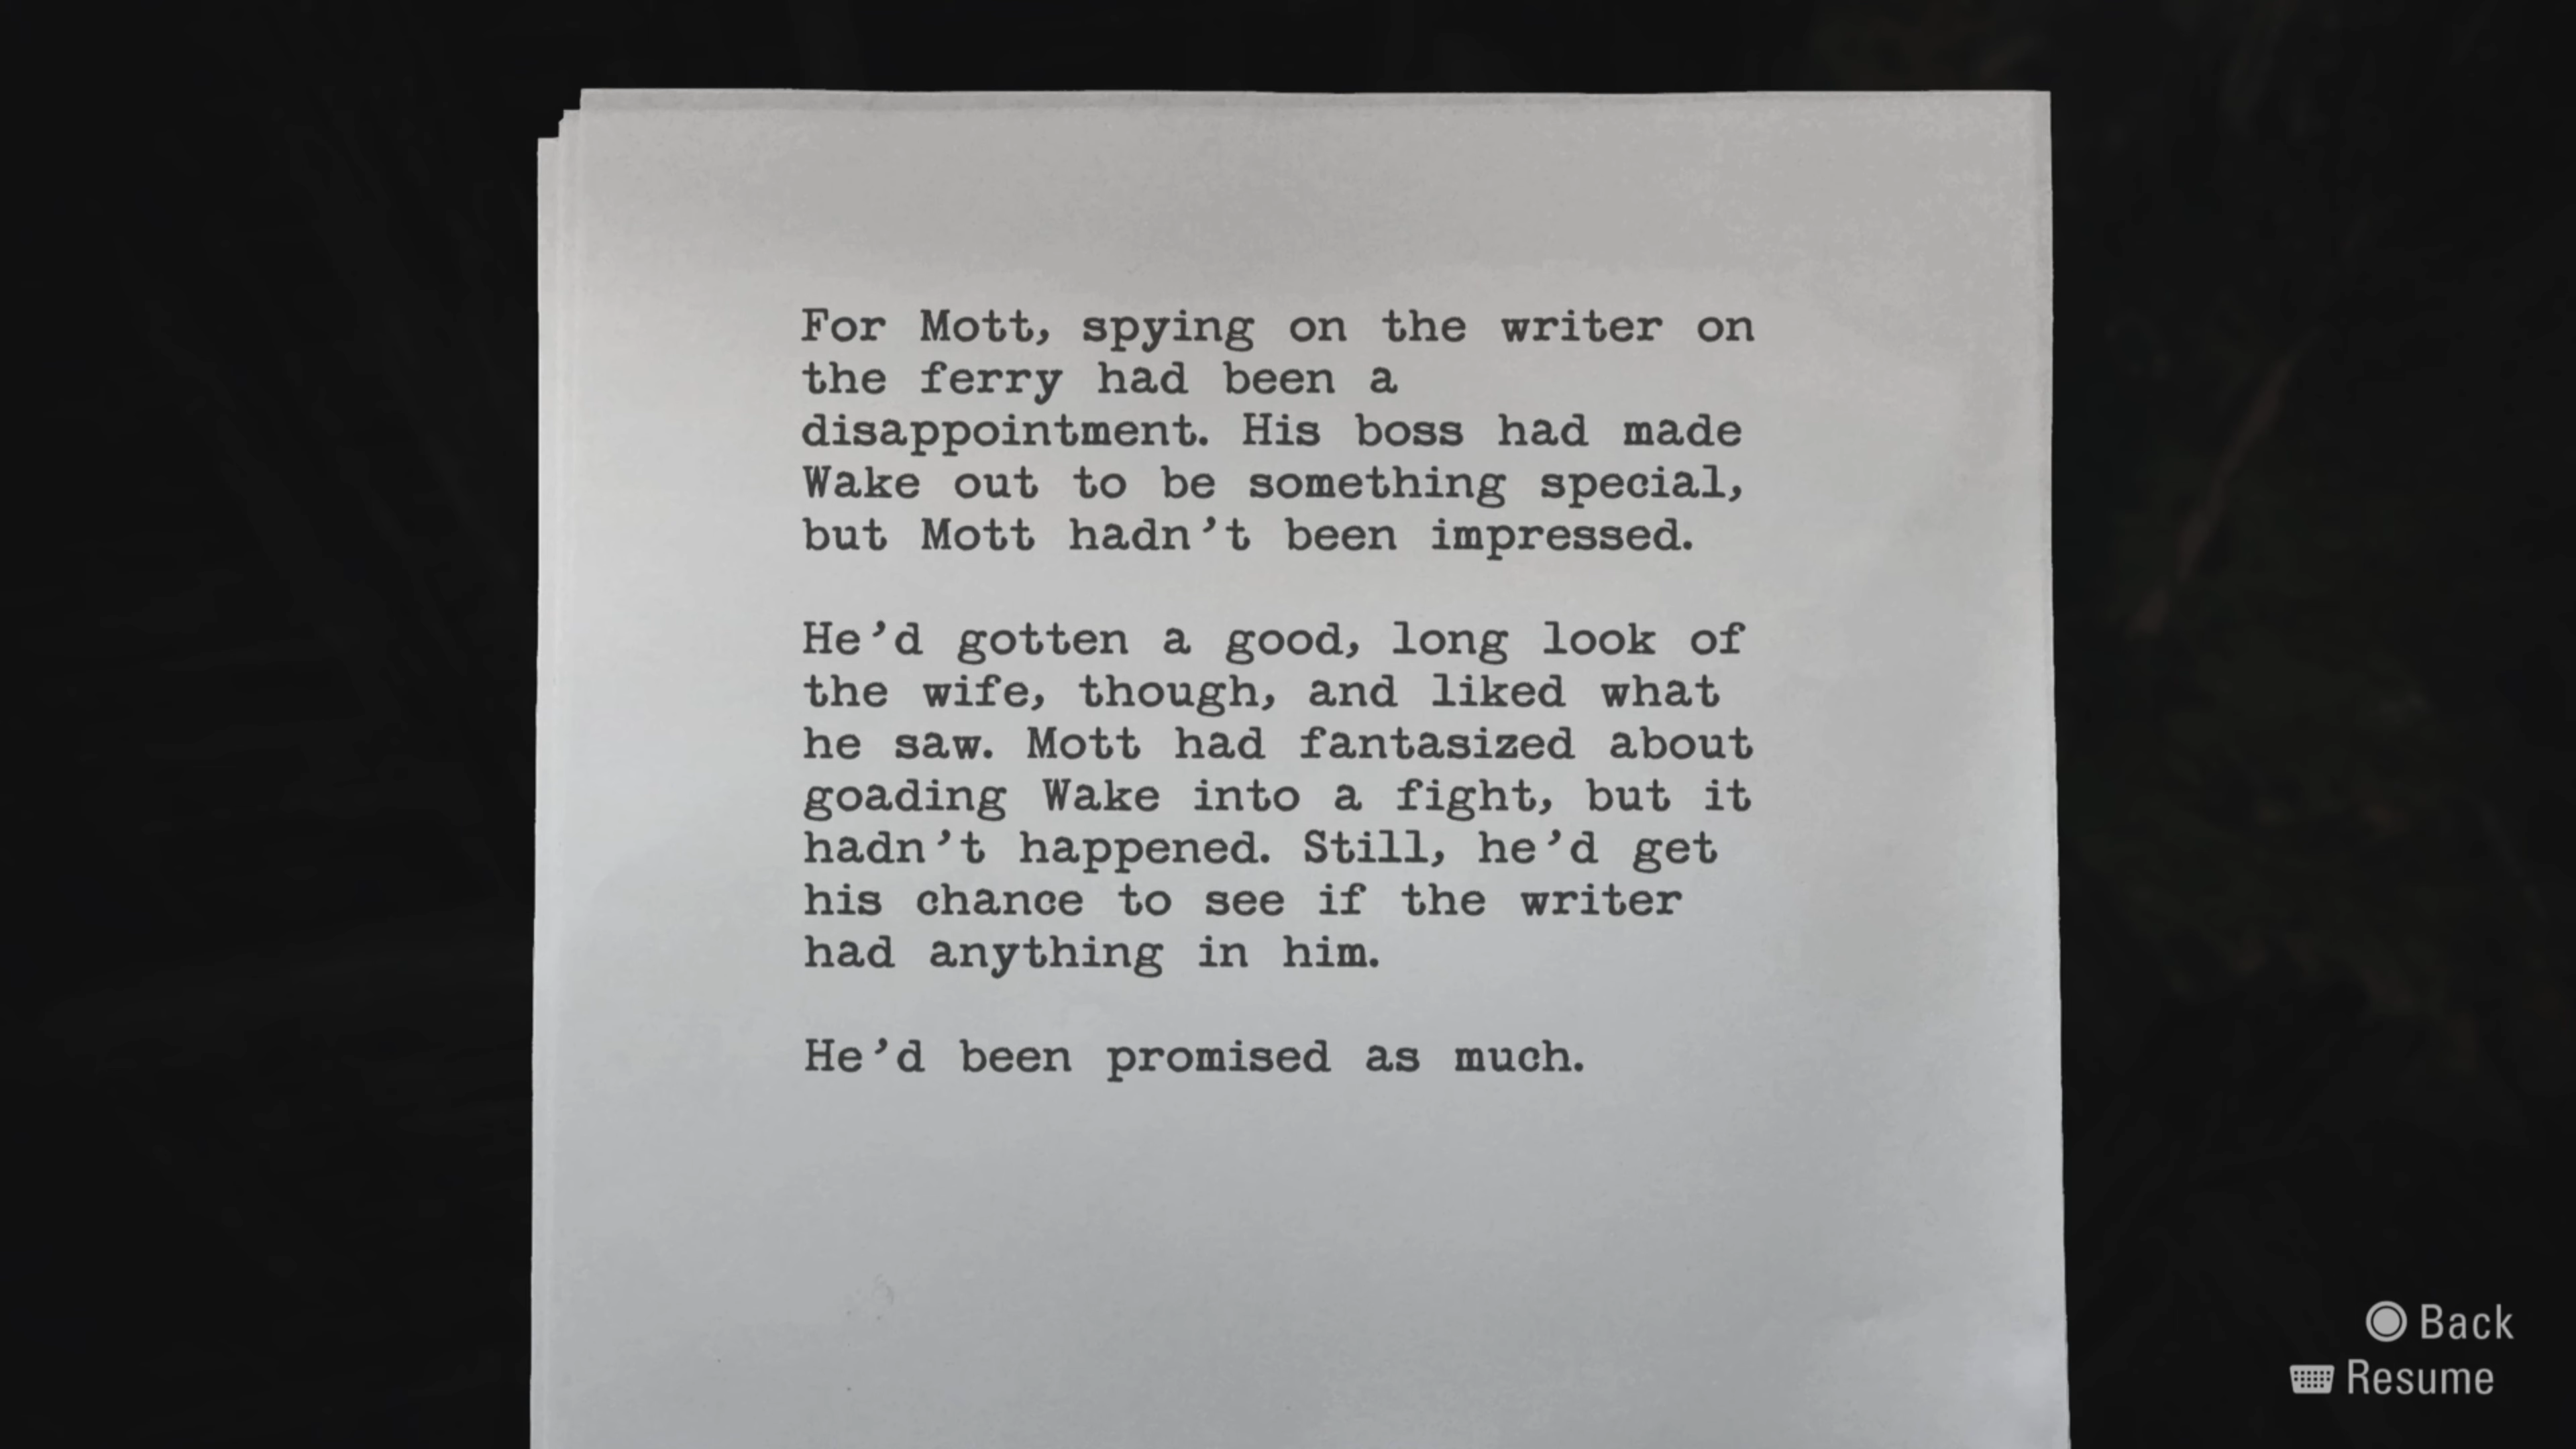 For Mott, spying on the writer on
the ferry had been a
disappointment. His boss had made
Wake out to be something special,
but Mott hadn’t been impressed.
He’d gotten a good, long look of
the wife, though, and liked what
he saw. Mott had fantasized about
goading Wake into a fight, but it
hadn’t happened. Still, he’d get
his chance to see if the writer
had anything in him.
He’d been promised as much.
Back
Resume